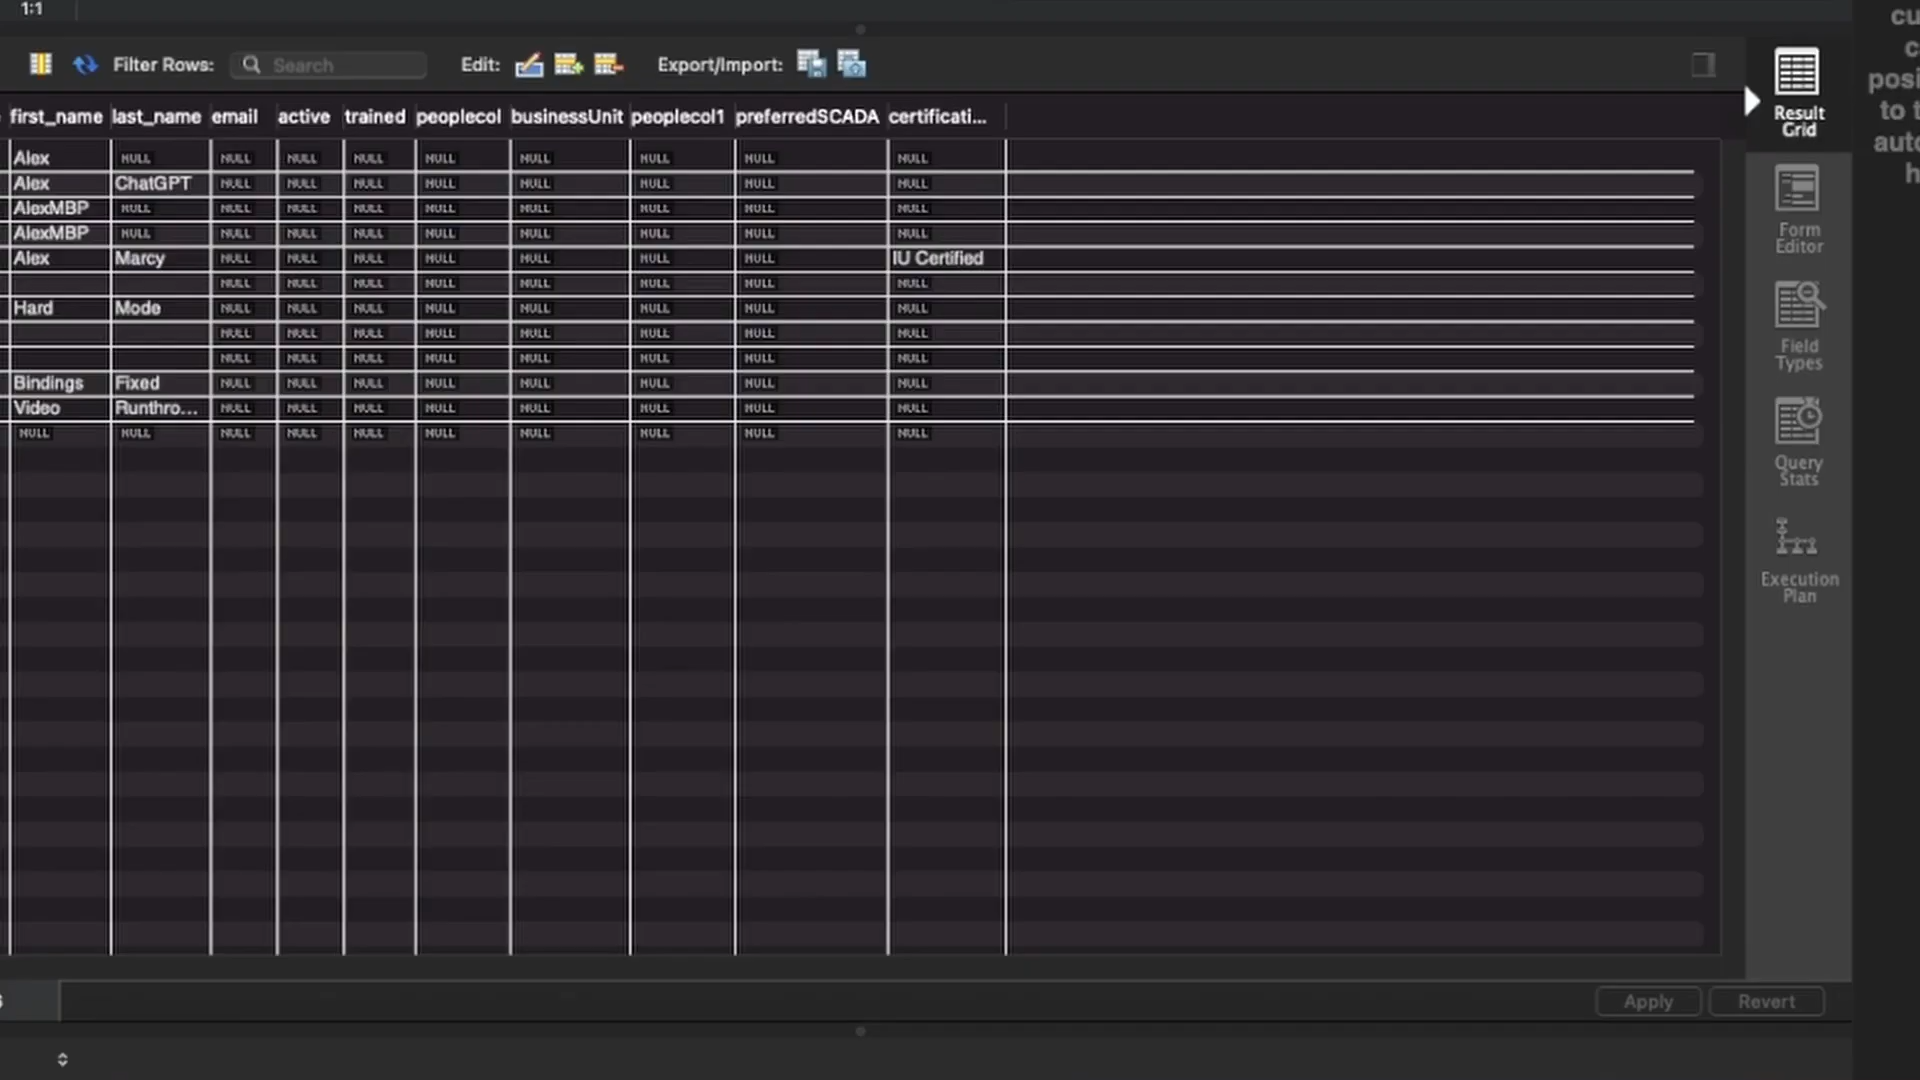 1:1
Filter Rows: Search Edit: Export/Import:
first_name last_name email active trained peoplecol businessUnit peoplecol1 preferredSCADA certificati...
Alex NULL NULL NULL NULL NULL NULL NULL NULL NULL
Alex ChatGPT NULL NULL NULL NULL NULL NULL NULL NULL
AlexMBP NULL NULL NULL NULL NULL NULL NULL NULL NULL
AlexMBP NULL NULL NULL NULL NULL NULL NULL NULL NULL
Alex Marcy NULL NULL NULL NULL NULL NULL NULL IU Certified
NULL NULL NULL NULL NULL NULL NULL NULL
Hard Mode NULL NULL NULL NULL NULL NULL NULL NULL
NULL NULL NULL NULL NULL NULL NULL NULL
NULL NULL NULL NULL NULL NULL NULL NULL
Bindings Fixed NULL NULL NULL NULL NULL NULL NULL NULL
Video Runthro... NULL NULL NULL NULL NULL NULL NULL NULL
NULL NULL NULL NULL NULL NULL NULL NULL NULL NULL
Result
Grid
Form
Editor
Field
Types
Query
Stats
Execution
Plan
cu
c
posi
to t
auto
h
Apply Revert